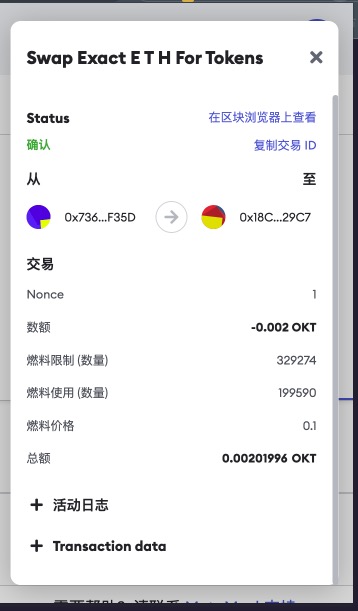 Swap Exact E T H For Tokens
Status 在区块浏览器上查看
确认 复制交易 ID
从 至
0x736...F35D 0x18C...29C7
交易
Nonce 1
数额 -0.002 OKT
燃料限制 (数量) 329274
燃料使用 (数量) 199590
燃料价格 0.1
总额 0.00201996 OKT
活动日志
Transaction data